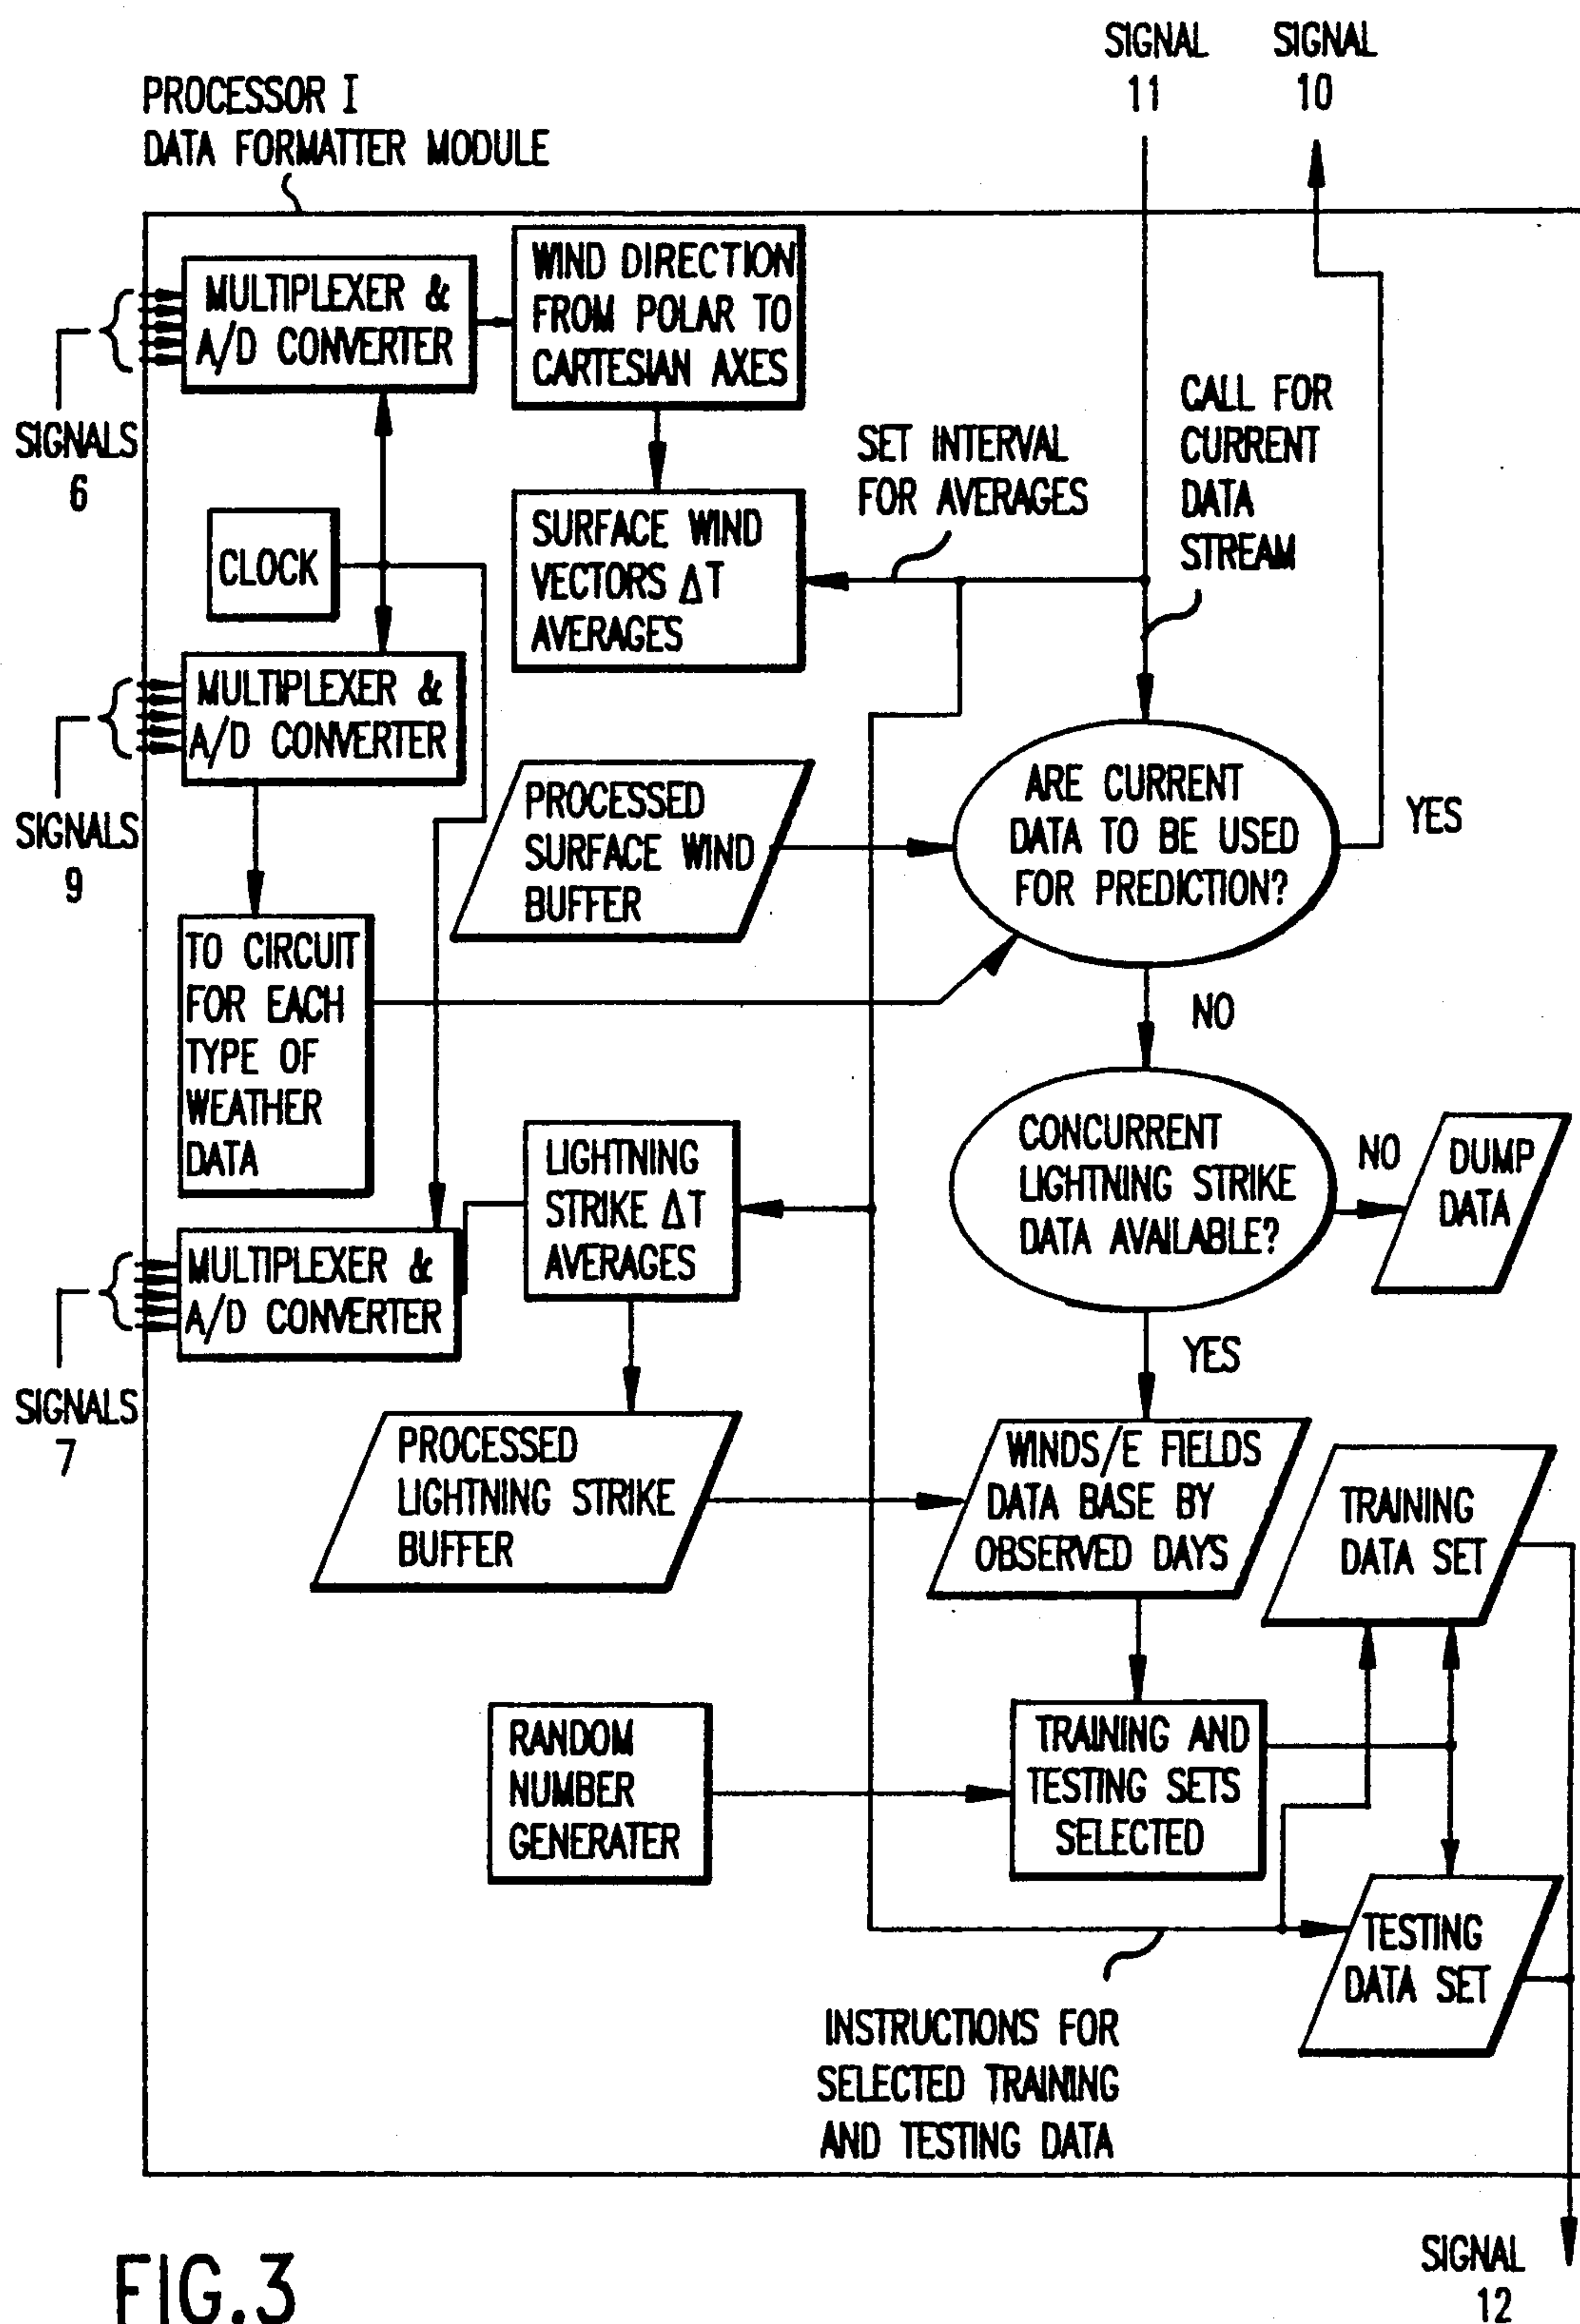 SIGNAL
11
SIGNAL
10
PROCESSOR I
DATA FORMATTER MODULE
MULTIPLEXER &
A/D CONVERTER
WIND DIRECTION
FROM POLAR TO
CARTESIAN AXES
SIGNALS
6
CALL FOR
CURRENT
DATA
STREAM
SET INTERVAL
FOR AVERAGES
CLOCK
SURFACE WIND
VECTORS ΔT
AVERAGES
MULTIPLEXER &
A/D CONVERTER
SIGNALS
9
PROCESSED
SURFACE WIND
BUFFER
ARE CURRENT
DATA TO BE USED
FOR PREDICTION?
YES
NO
TO CIRCUIT
FOR EACH
TYPE OF
WEATHER
DATA
LIGHTNING
STRIKE ΔT
AVERAGES
CONCURRENT
LIGHTNING STRIKE
DATA AVAILABLE?
NO
DUMP
DATA
MULTIPLEXER &
A/D CONVERTER
SIGNALS
7
YES
PROCESSED
LIGHTNING STRIKE
BUFFER
WINDS/E FIELDS
DATA BASE BY
OBSERVED DAYS
TRAINING
DATA SET
RANDOM
NUMBER
GENERATER
TRAINING AND
TESTING SETS
SELECTED
TESTING
DATA SET
INSTRUCTIONS FOR
SELECTED TRAINING
AND TESTING DATA
SIGNAL
12
FIG.3